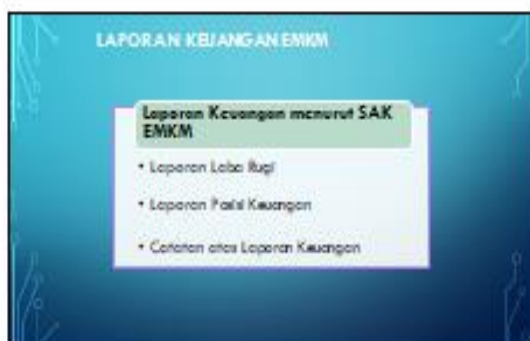 LAPORAN KEUANGAN EMKM
Laporan Keuangan menurut SAK
EMKM
• Laporan Laba Rugi
• Laporan Posisi Keuangan
• Catatan atas Laporan Keuangan